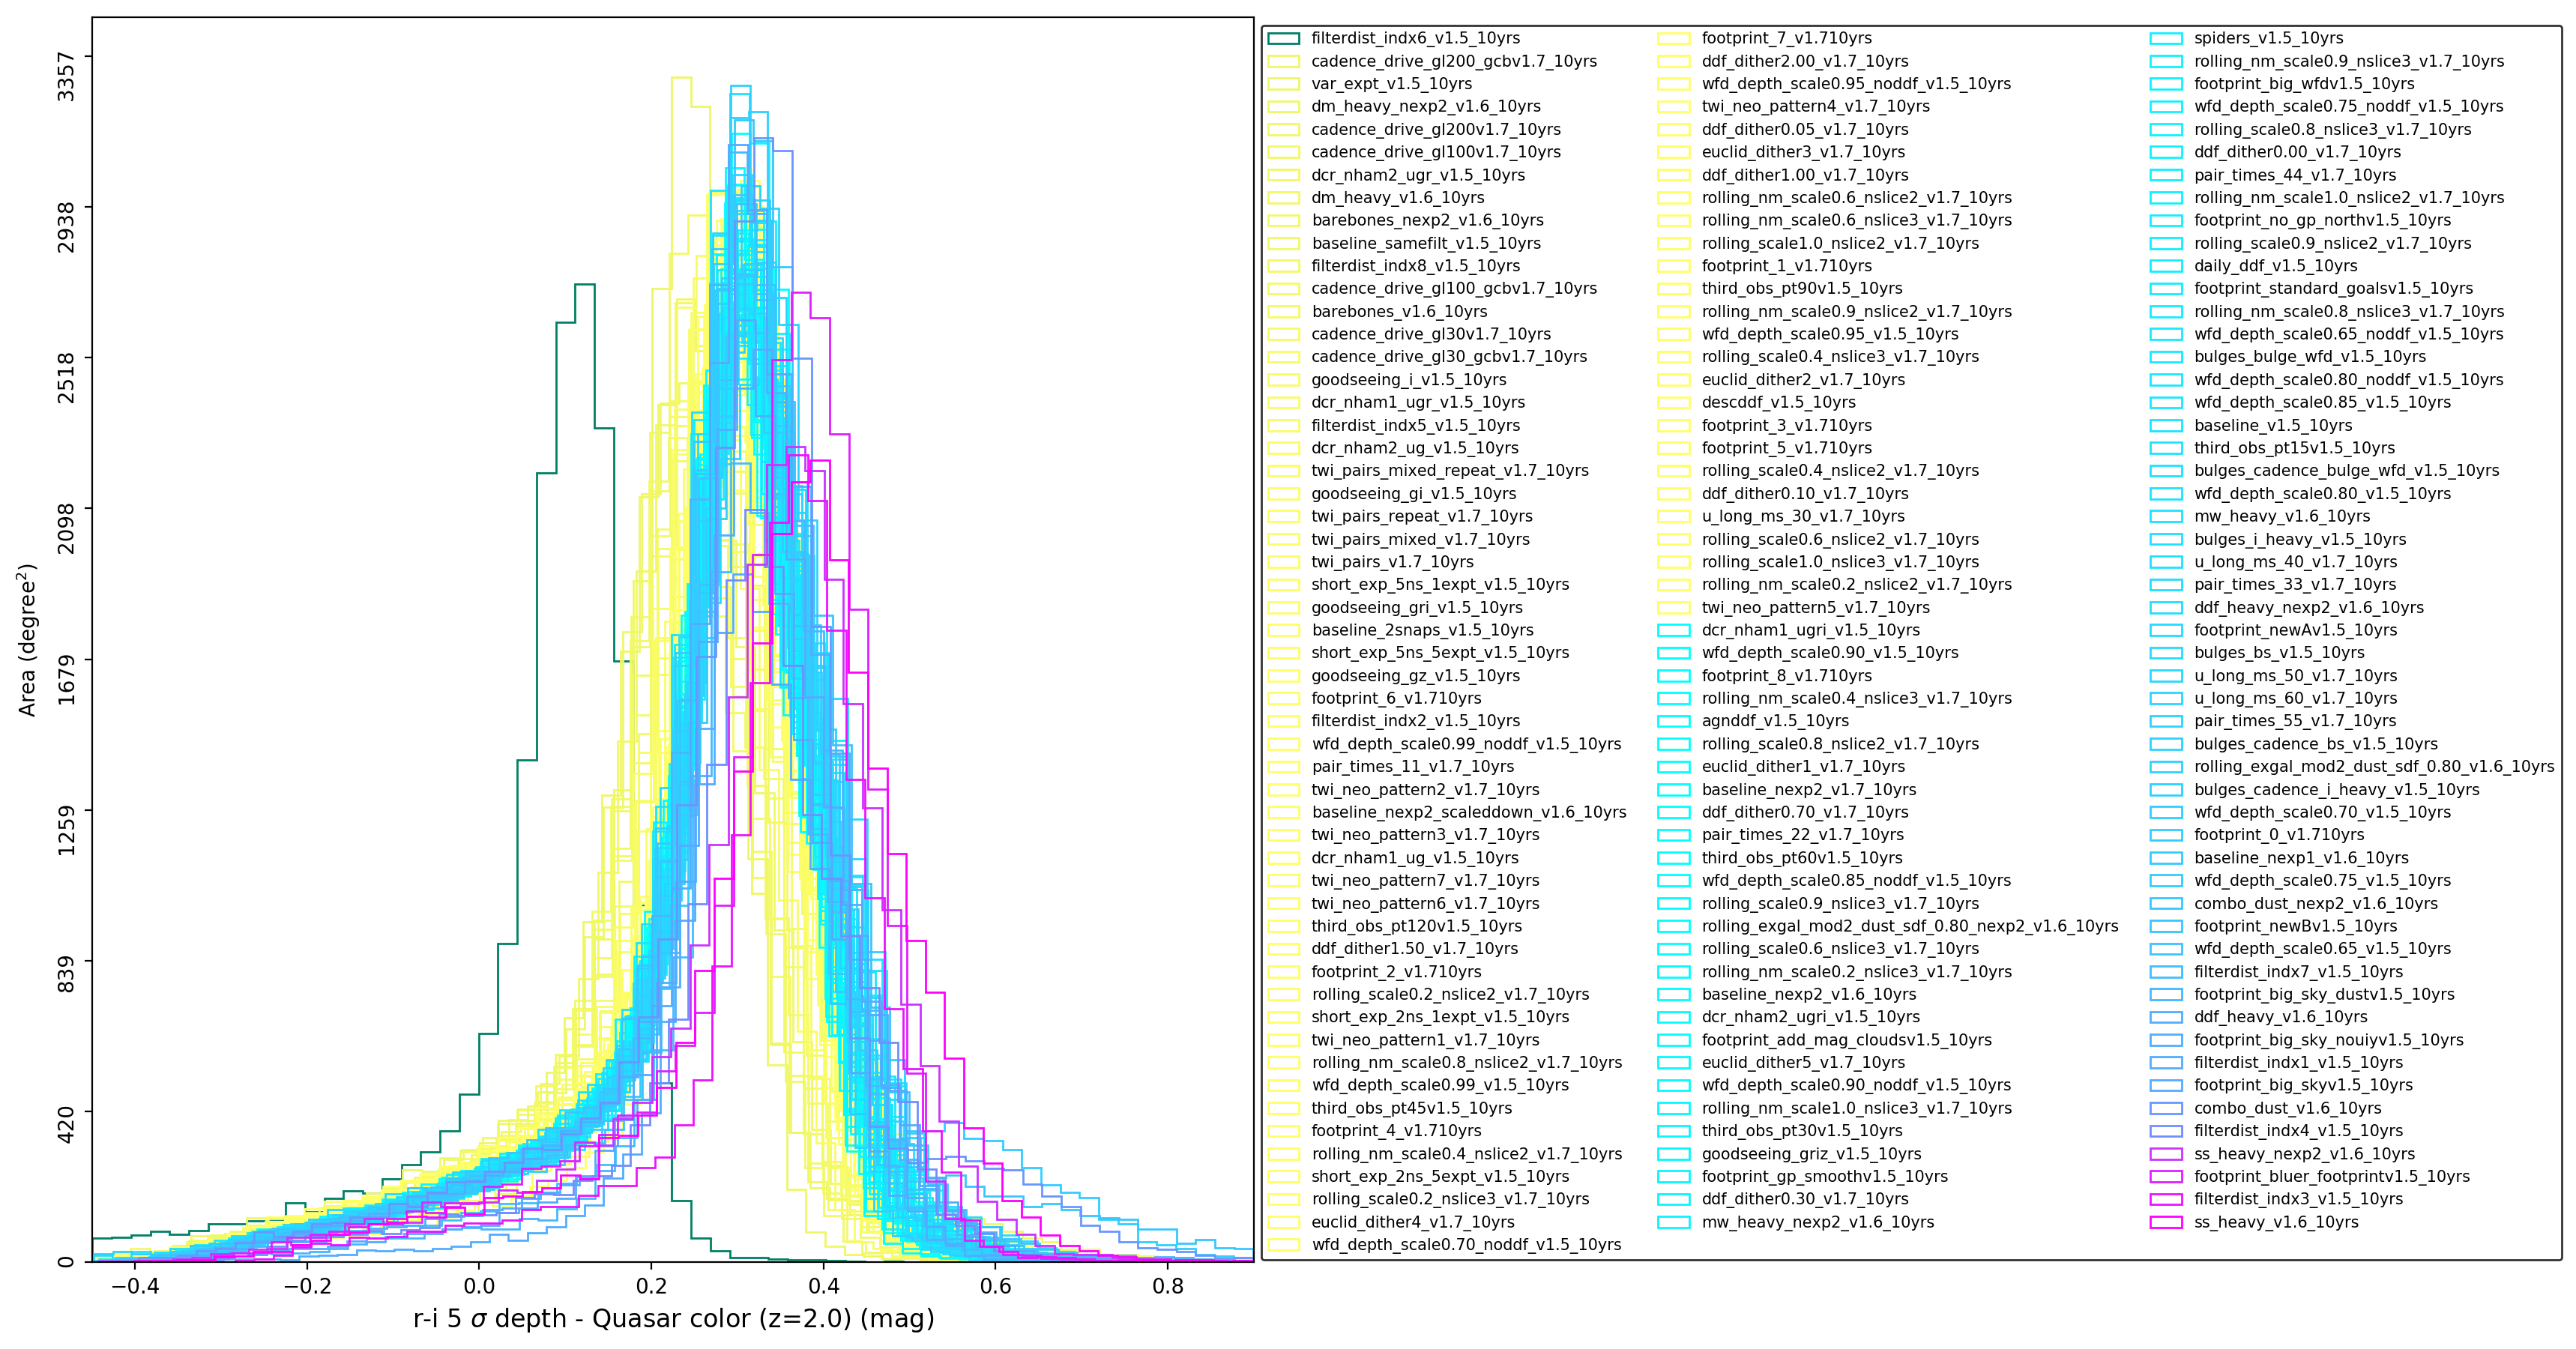 3357
2938
2518
2098
1679
1259
839
420
0
Area (degree²)
−0.4 −0.2 0.0 0.2 0.4 0.6 0.8
r-i 5 σ depth - Quasar color (z=2.0) (mag)
filterdist_indx6_v1.5_10yrs
cadence_drive_gl200_gcbv1.7_10yrs
var_expt_v1.5_10yrs
dm_heavy_nexp2_v1.6_10yrs
cadence_drive_gl200v1.7_10yrs
cadence_drive_gl100v1.7_10yrs
dcr_nham2_ugr_v1.5_10yrs
dm_heavy_v1.6_10yrs
barebones_nexp2_v1.6_10yrs
baseline_samefilt_v1.5_10yrs
filterdist_indx8_v1.5_10yrs
cadence_drive_gl100_gcbv1.7_10yrs
barebones_v1.6_10yrs
cadence_drive_gl30v1.7_10yrs
cadence_drive_gl30_gcbv1.7_10yrs
goodseeing_i_v1.5_10yrs
dcr_nham1_ugr_v1.5_10yrs
filterdist_indx5_v1.5_10yrs
dcr_nham2_ug_v1.5_10yrs
twi_pairs_mixed_repeat_v1.7_10yrs
goodseeing_gi_v1.5_10yrs
twi_pairs_repeat_v1.7_10yrs
twi_pairs_mixed_v1.7_10yrs
twi_pairs_v1.7_10yrs
short_exp_5ns_1expt_v1.5_10yrs
goodseeing_gri_v1.5_10yrs
baseline_2snaps_v1.5_10yrs
short_exp_5ns_5expt_v1.5_10yrs
goodseeing_gz_v1.5_10yrs
footprint_6_v1.710yrs
filterdist_indx2_v1.5_10yrs
wfd_depth_scale0.99_noddf_v1.5_10yrs
pair_times_11_v1.7_10yrs
twi_neo_pattern2_v1.7_10yrs
baseline_nexp2_scaleddown_v1.6_10yrs
twi_neo_pattern3_v1.7_10yrs
dcr_nham1_ug_v1.5_10yrs
twi_neo_pattern7_v1.7_10yrs
twi_neo_pattern6_v1.7_10yrs
third_obs_pt120v1.5_10yrs
ddf_dither1.50_v1.7_10yrs
footprint_2_v1.710yrs
rolling_scale0.2_nslice2_v1.7_10yrs
short_exp_2ns_1expt_v1.5_10yrs
twi_neo_pattern1_v1.7_10yrs
rolling_nm_scale0.8_nslice2_v1.7_10yrs
wfd_depth_scale0.99_v1.5_10yrs
third_obs_pt45v1.5_10yrs
footprint_4_v1.710yrs
rolling_nm_scale0.4_nslice2_v1.7_10yrs
short_exp_2ns_5expt_v1.5_10yrs
rolling_scale0.2_nslice3_v1.7_10yrs
euclid_dither4_v1.7_10yrs
wfd_depth_scale0.70_noddf_v1.5_10yrs
footprint_7_v1.710yrs
ddf_dither2.00_v1.7_10yrs
wfd_depth_scale0.95_noddf_v1.5_10yrs
twi_neo_pattern4_v1.7_10yrs
ddf_dither0.05_v1.7_10yrs
euclid_dither3_v1.7_10yrs
ddf_dither1.00_v1.7_10yrs
rolling_nm_scale0.6_nslice2_v1.7_10yrs
rolling_nm_scale0.6_nslice3_v1.7_10yrs
rolling_scale1.0_nslice2_v1.7_10yrs
footprint_1_v1.710yrs
third_obs_pt90v1.5_10yrs
rolling_nm_scale0.9_nslice2_v1.7_10yrs
wfd_depth_scale0.95_v1.5_10yrs
rolling_scale0.4_nslice3_v1.7_10yrs
euclid_dither2_v1.7_10yrs
descddf_v1.5_10yrs
footprint_3_v1.710yrs
footprint_5_v1.710yrs
rolling_scale0.4_nslice2_v1.7_10yrs
ddf_dither0.10_v1.7_10yrs
u_long_ms_30_v1.7_10yrs
rolling_scale0.6_nslice2_v1.7_10yrs
rolling_scale1.0_nslice3_v1.7_10yrs
rolling_nm_scale0.2_nslice2_v1.7_10yrs
twi_neo_pattern5_v1.7_10yrs
dcr_nham1_ugri_v1.5_10yrs
wfd_depth_scale0.90_v1.5_10yrs
footprint_8_v1.710yrs
rolling_nm_scale0.4_nslice3_v1.7_10yrs
agnddf_v1.5_10yrs
rolling_scale0.8_nslice2_v1.7_10yrs
euclid_dither1_v1.7_10yrs
baseline_nexp2_v1.7_10yrs
ddf_dither0.70_v1.7_10yrs
pair_times_22_v1.7_10yrs
third_obs_pt60v1.5_10yrs
wfd_depth_scale0.85_noddf_v1.5_10yrs
rolling_scale0.9_nslice3_v1.7_10yrs
rolling_exgal_mod2_dust_sdf_0.80_nexp2_v1.6_10yrs
rolling_scale0.6_nslice3_v1.7_10yrs
rolling_nm_scale0.2_nslice3_v1.7_10yrs
baseline_nexp2_v1.6_10yrs
dcr_nham2_ugri_v1.5_10yrs
footprint_add_mag_cloudsv1.5_10yrs
euclid_dither5_v1.7_10yrs
wfd_depth_scale0.90_noddf_v1.5_10yrs
rolling_nm_scale1.0_nslice3_v1.7_10yrs
third_obs_pt30v1.5_10yrs
goodseeing_griz_v1.5_10yrs
footprint_gp_smoothv1.5_10yrs
ddf_dither0.30_v1.7_10yrs
mw_heavy_nexp2_v1.6_10yrs
spiders_v1.5_10yrs
rolling_nm_scale0.9_nslice3_v1.7_10yrs
footprint_big_wfdv1.5_10yrs
wfd_depth_scale0.75_noddf_v1.5_10yrs
rolling_scale0.8_nslice3_v1.7_10yrs
ddf_dither0.00_v1.7_10yrs
pair_times_44_v1.7_10yrs
rolling_nm_scale1.0_nslice2_v1.7_10yrs
footprint_no_gp_northv1.5_10yrs
rolling_scale0.9_nslice2_v1.7_10yrs
daily_ddf_v1.5_10yrs
footprint_standard_goalsv1.5_10yrs
rolling_nm_scale0.8_nslice3_v1.7_10yrs
wfd_depth_scale0.65_noddf_v1.5_10yrs
bulges_bulge_wfd_v1.5_10yrs
wfd_depth_scale0.80_noddf_v1.5_10yrs
wfd_depth_scale0.85_v1.5_10yrs
baseline_v1.5_10yrs
third_obs_pt15v1.5_10yrs
bulges_cadence_bulge_wfd_v1.5_10yrs
wfd_depth_scale0.80_v1.5_10yrs
mw_heavy_v1.6_10yrs
bulges_i_heavy_v1.5_10yrs
u_long_ms_40_v1.7_10yrs
pair_times_33_v1.7_10yrs
ddf_heavy_nexp2_v1.6_10yrs
footprint_newAv1.5_10yrs
bulges_bs_v1.5_10yrs
u_long_ms_50_v1.7_10yrs
u_long_ms_60_v1.7_10yrs
pair_times_55_v1.7_10yrs
bulges_cadence_bs_v1.5_10yrs
rolling_exgal_mod2_dust_sdf_0.80_v1.6_10yrs
bulges_cadence_i_heavy_v1.5_10yrs
wfd_depth_scale0.70_v1.5_10yrs
footprint_0_v1.710yrs
baseline_nexp1_v1.6_10yrs
wfd_depth_scale0.75_v1.5_10yrs
combo_dust_nexp2_v1.6_10yrs
footprint_newBv1.5_10yrs
wfd_depth_scale0.65_v1.5_10yrs
filterdist_indx7_v1.5_10yrs
footprint_big_sky_dustv1.5_10yrs
ddf_heavy_v1.6_10yrs
footprint_big_sky_nouiyv1.5_10yrs
filterdist_indx1_v1.5_10yrs
footprint_big_skyv1.5_10yrs
combo_dust_v1.6_10yrs
filterdist_indx4_v1.5_10yrs
ss_heavy_nexp2_v1.6_10yrs
footprint_bluer_footprintv1.5_10yrs
filterdist_indx3_v1.5_10yrs
ss_heavy_v1.6_10yrs